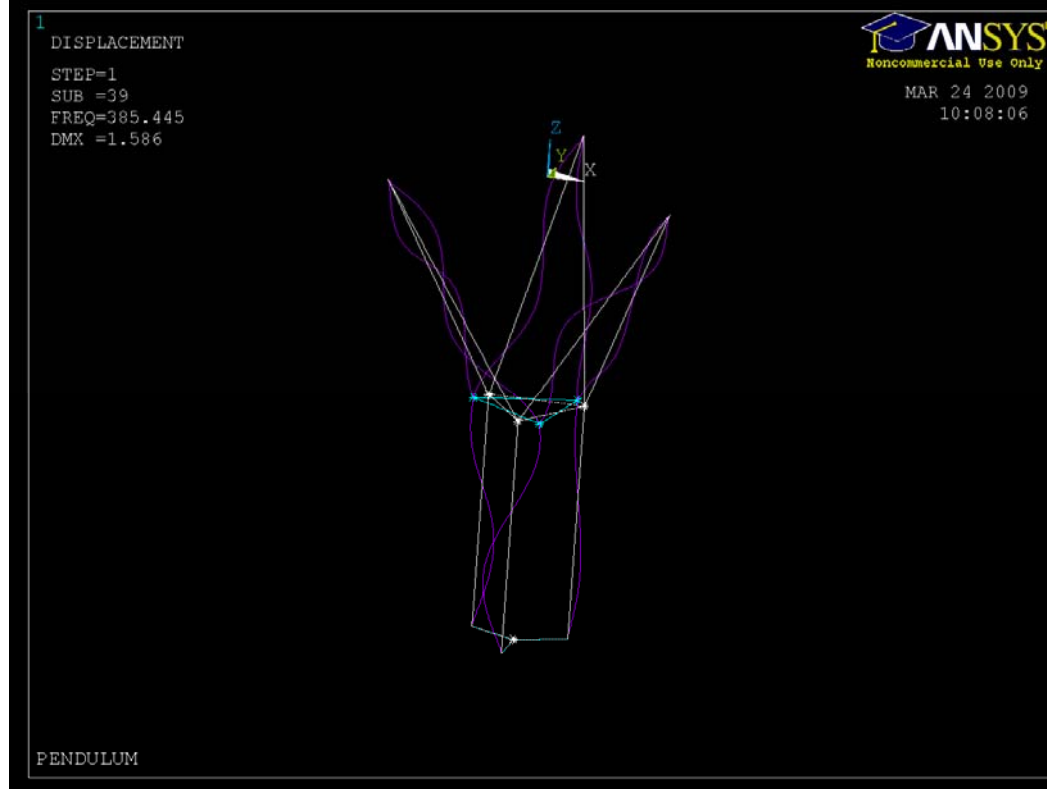 1
DISPLACEMENT
STEP=1
SUB =39
FREQ=385.445
DMX =1.586
ANSYS
Noncommercial Use Only
MAR 24 2009
10:08:06
Z
Y
X
PENDULUM